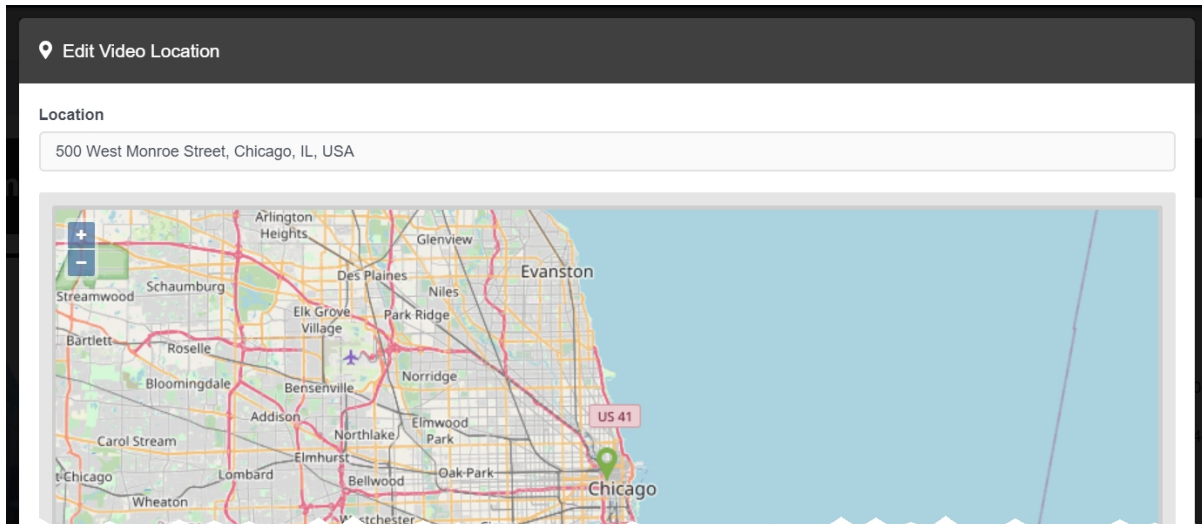 Edit Video Location
Location
500 West Monroe Street, Chicago, IL, USA
+
−
Arlington
Heights
Glenview
Evanston
Des Plaines
Schaumburg
Streamwood
Niles
Elk Grove
Village
Park Ridge
Bartlett
Roselle
Norridge
Bloomingdale
Bensenville
Addison
US 41
Elmwood
Park
Northlake
Carol Stream
Elmhurst
Oak Park
t Chicago
Lombard
Bellwood
Chicago
Wheaton